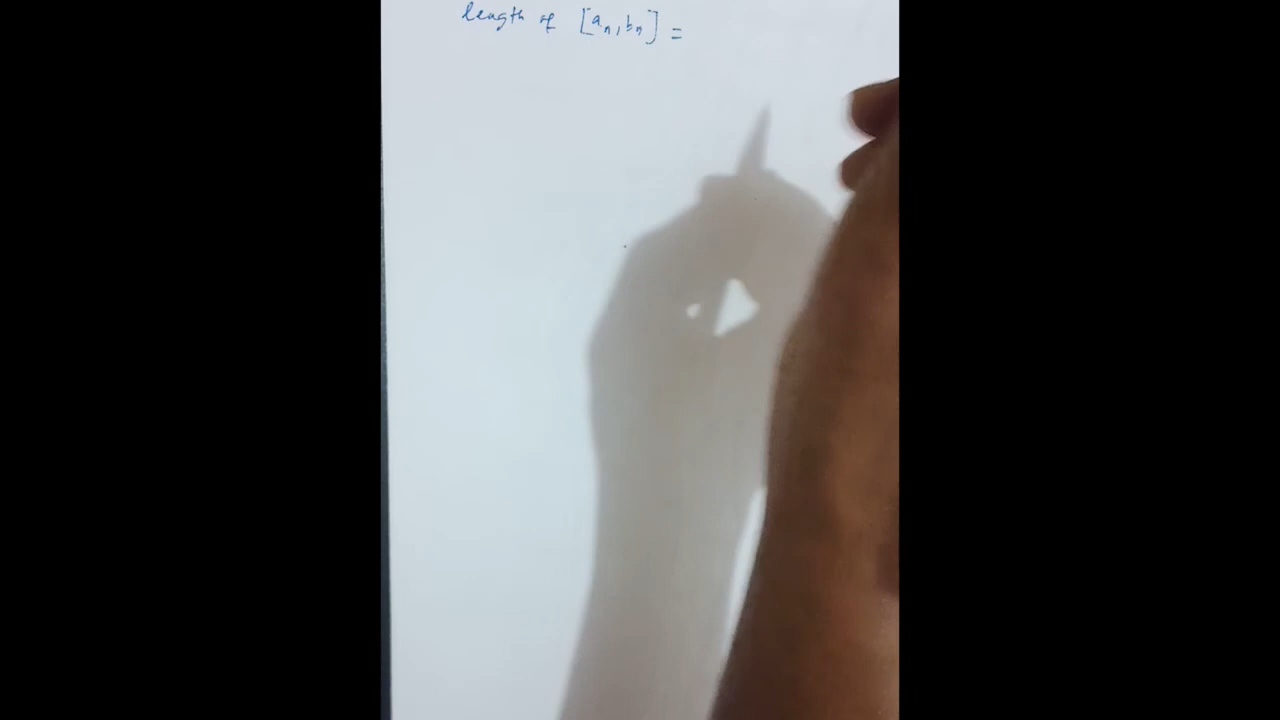 length of [aₙ, bₙ] =